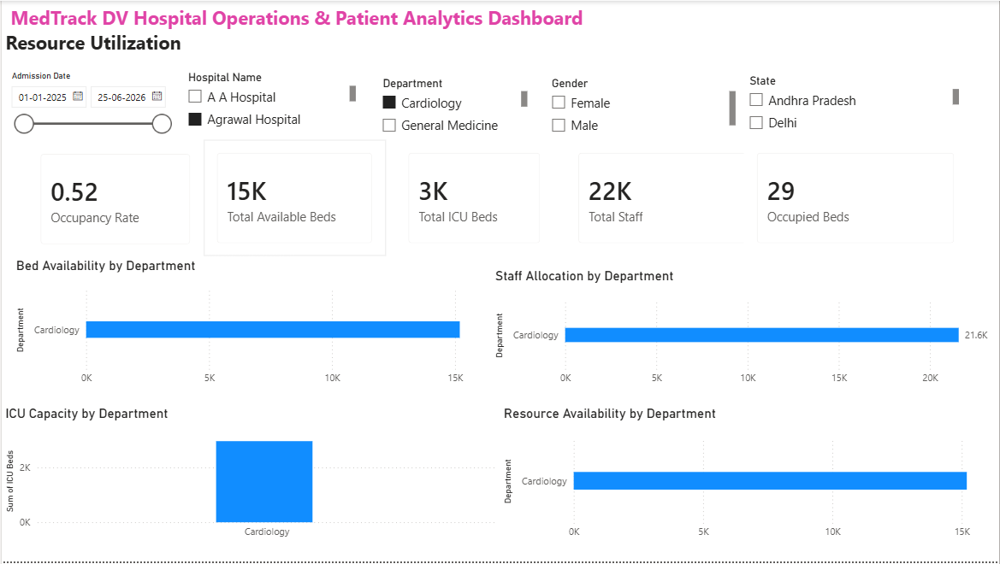 MedTrack DV Hospital Operations & Patient Analytics Dashboard
Resource Utilization
Admission Date
01-01-2025
25-06-2026
Hospital Name
A A Hospital
Agrawal Hospital
Department
Cardiology
General Medicine
Gender
Female
Male
State
Andhra Pradesh
Delhi
0.52
Occupancy Rate
15K
Total Available Beds
3K
Total ICU Beds
22K
Total Staff
29
Occupied Beds
Bed Availability by Department
Department
Cardiology
0K 5K 10K 15K
Staff Allocation by Department
Department
Cardiology
21.6K
0K 5K 10K 15K 20K
ICU Capacity by Department
Sum of ICU Beds
2K
0K
Cardiology
Resource Availability by Department
Department
Cardiology
0K 5K 10K 15K